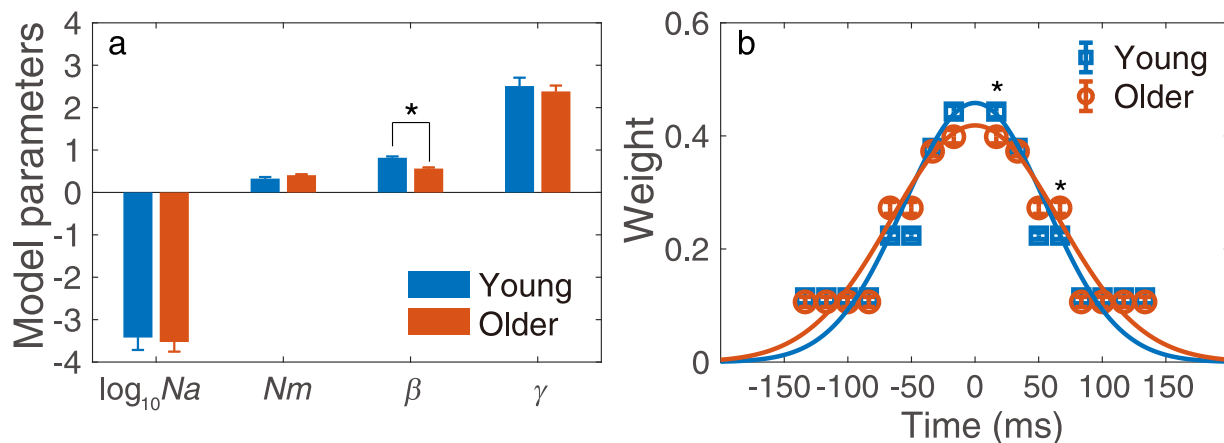 a
Model parameters
4
3
2
1
0
-1
-2
-3
-4
*
Young
Older
log10Na
Nm
β
γ
b
Weight
0.6
0.4
0.2
0
Young
Older
*
*
-150 -100 -50 0 50 100 150
Time (ms)